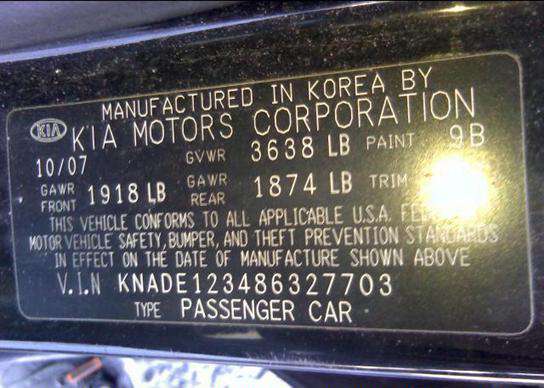 MANUFACTURED IN KOREA BY
KIA KIA MOTORS CORPORATION
10/07 GVWR 3638 LB PAINT 9B
GAWR FRONT 1918 LB GAWR REAR 1874 LB TRIM
THIS VEHICLE CONFORMS TO ALL APPLICABLE U.S.A.
MOTOR VEHICLE SAFETY, BUMPER, AND THEFT PREVENTION STANDARDS
IN EFFECT ON THE DATE OF MANUFACTURE SHOWN ABOVE
V.I.N KNADE123486327703
TYPE PASSENGER CAR